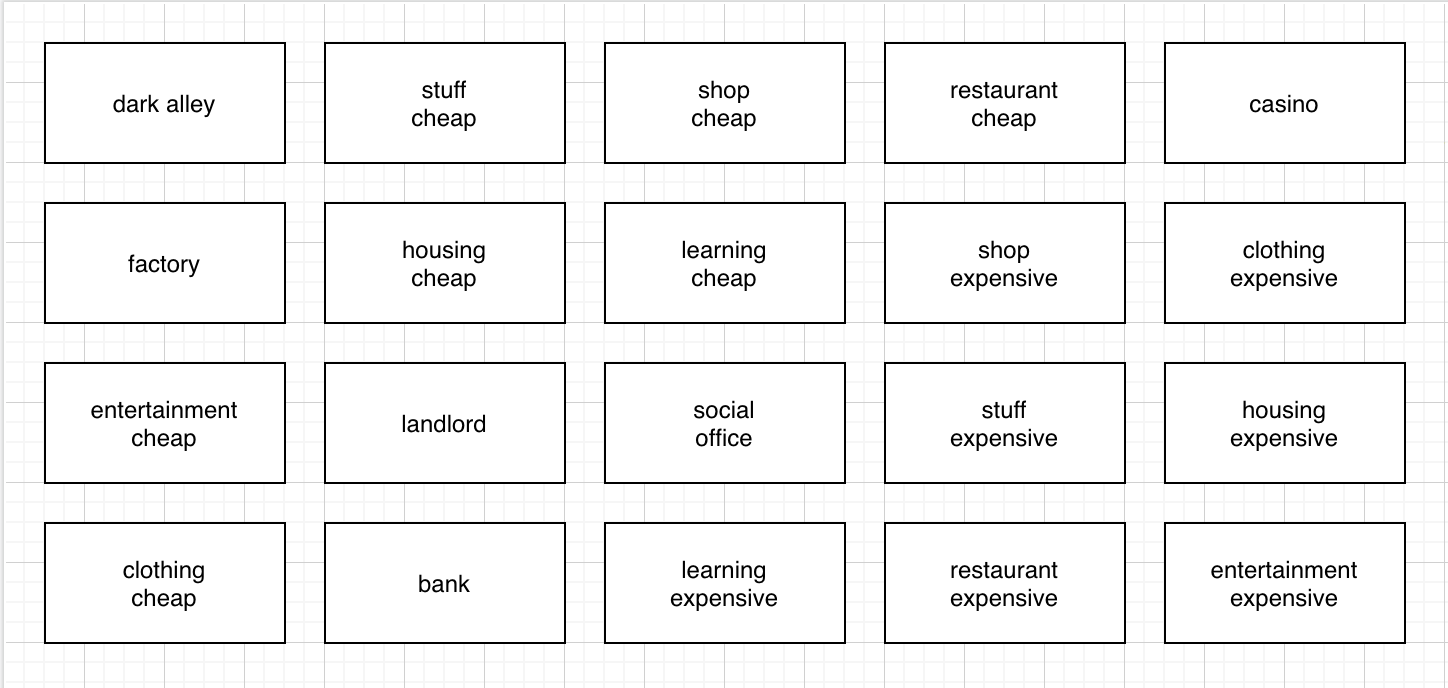 dark alley
stuff
cheap
shop
cheap
restaurant
cheap
casino
factory
housing
cheap
learning
cheap
shop
expensive
clothing
expensive
entertainment
cheap
landlord
social
office
stuff
expensive
housing
expensive
clothing
cheap
bank
learning
expensive
restaurant
expensive
entertainment
expensive